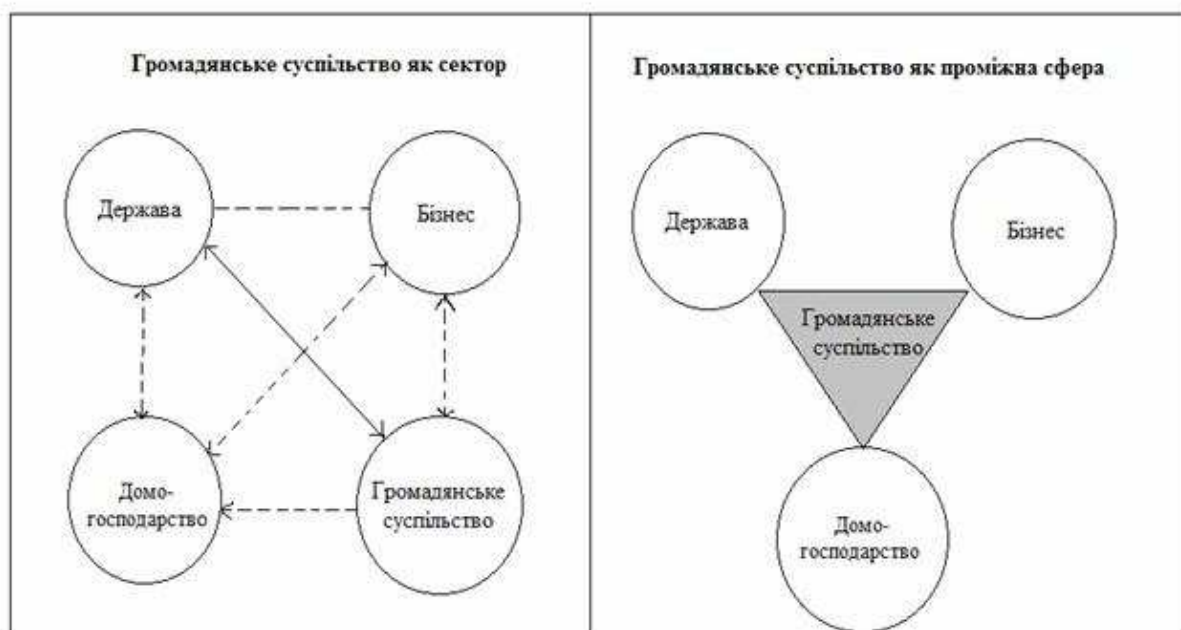 Громадянське суспільство як сектор
Держава
Бізнес
Домо-
господарство
Громадянське
суспільство
Громадянське суспільство як проміжна сфера
Держава
Бізнес
Громадянське
суспільство
Домо-
господарство